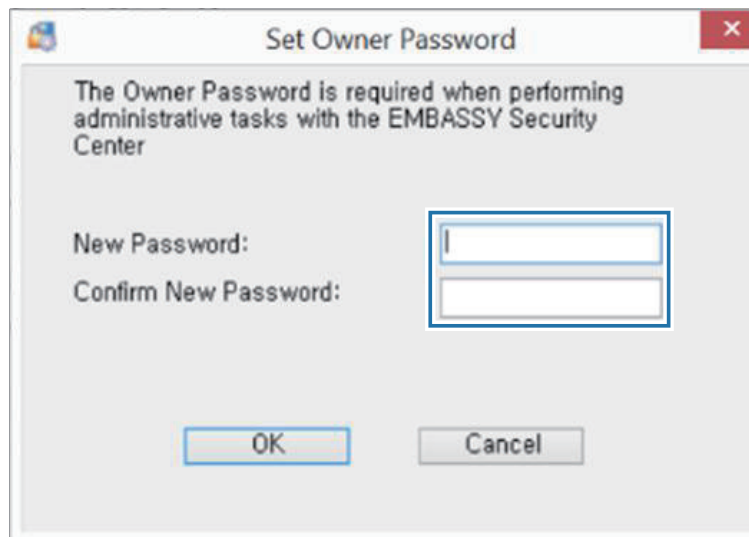 Set Owner Password
The Owner Password is required when performing
administrative tasks with the EMBASSY Security
Center
New Password:
Confirm New Password:
OK
Cancel